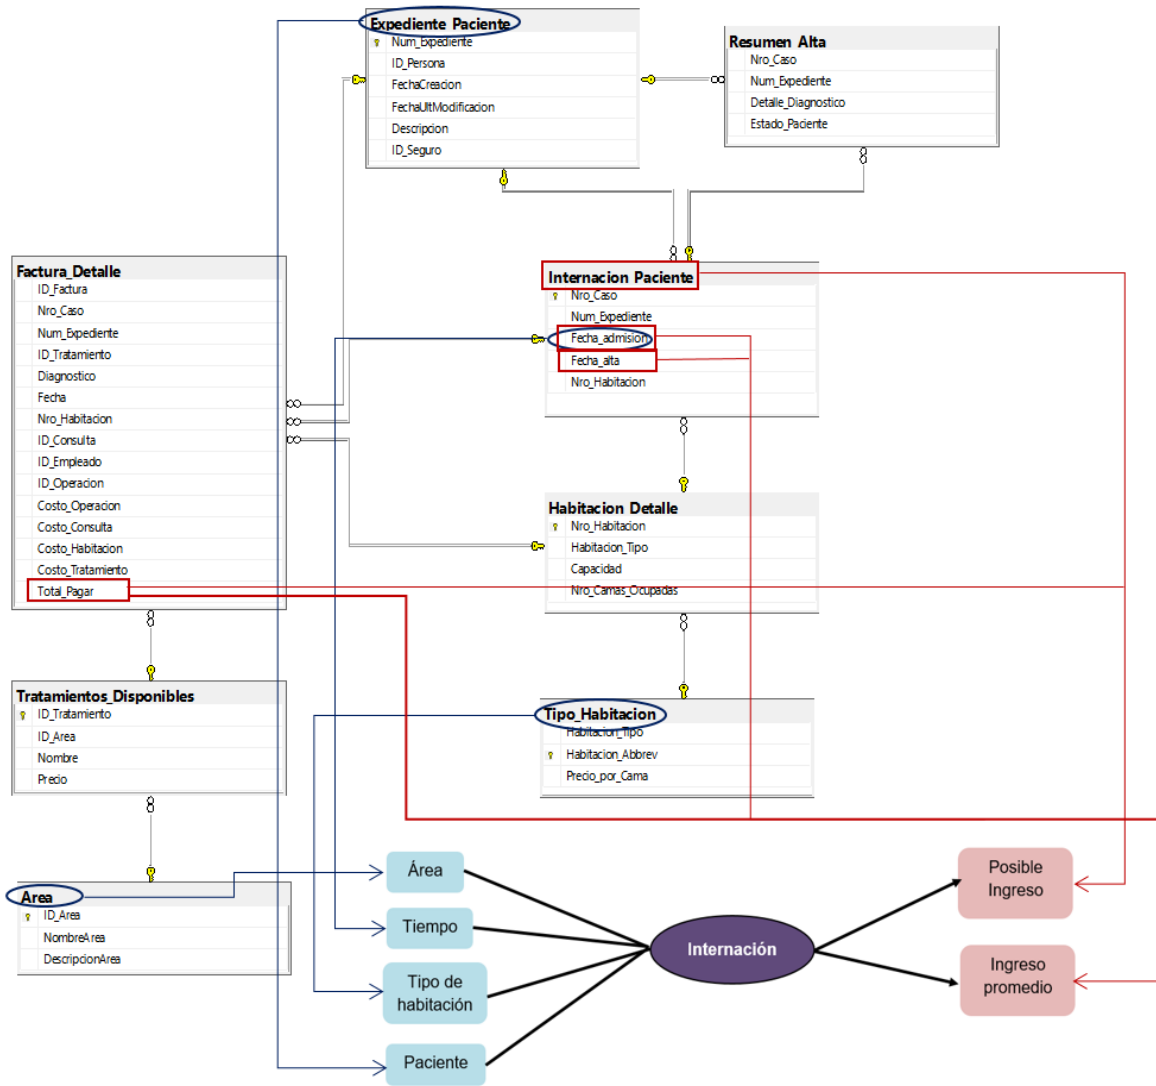 Expediente Paciente
Num_Expediente
ID_Persona
FechaCreacion
FechaUltModificacion
Descripcion
ID_Seguro
Resumen Alta
Nro_Caso
Num_Expediente
Detalle_Diagnostico
Estado_Paciente
Factura_Detalle
ID_Factura
Nro_Caso
Num_Expediente
ID_Tratamiento
Diagnostico
Fecha
Nro_Habitacion
ID_Consulta
ID_Empleado
ID_Operacion
Costo_Operacion
Costo_Consulta
Costo_Habitacion
Costo_Tratamiento
Total_Pagar
Internacion Paciente
Nro_Caso
Num_Expediente
Fecha_admision
Fecha_alta
Nro_Habitacion
Habitacion Detalle
Nro_Habitacion
Habitacion_Tipo
Capacidad
Nro_Camas_Ocupadas
Tratamientos_Disponibles
ID_Tratamiento
ID_Area
Nombre
Precio
Tipo_Habitacion
Habitacion_Tipo
Habitacion_Abbrev
Precio_por_Cama
Area
ID_Area
NombreArea
DescripcionArea
Área
Tiempo
Tipo de
habitación
Paciente
Internación
Posible
Ingreso
Ingreso
promedio